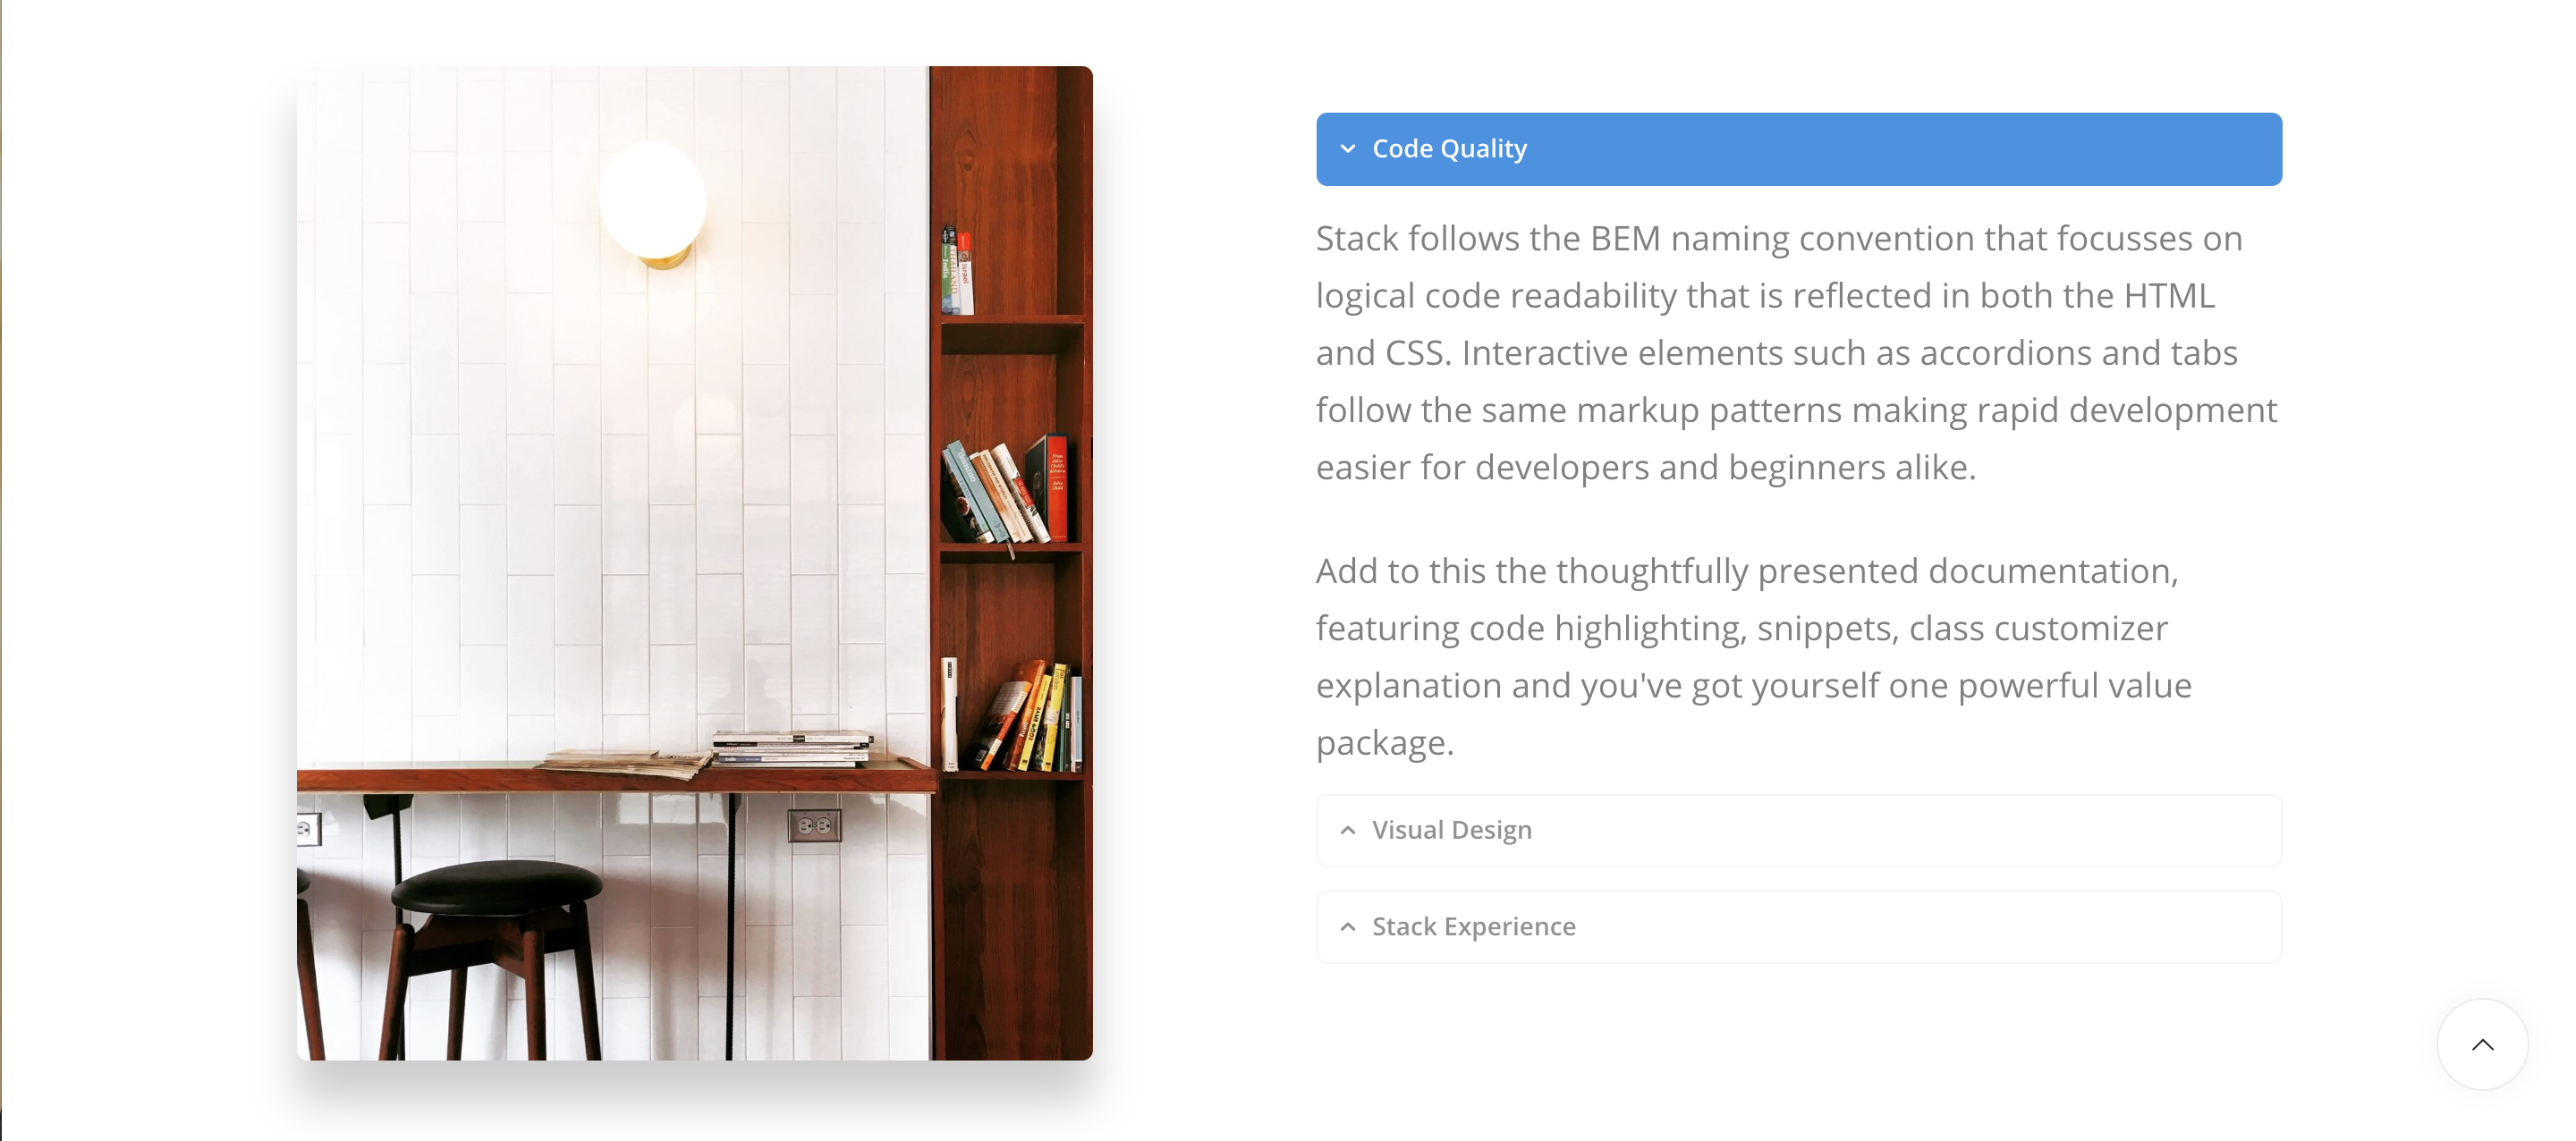 Code Quality
Stack follows the BEM naming convention that focusses on
logical code readability that is reflected in both the HTML
and CSS. Interactive elements such as accordions and tabs
follow the same markup patterns making rapid development
easier for developers and beginners alike.
Add to this the thoughtfully presented documentation,
featuring code highlighting, snippets, class customizer
explanation and you've got yourself one powerful value
package.
Visual Design
Stack Experience